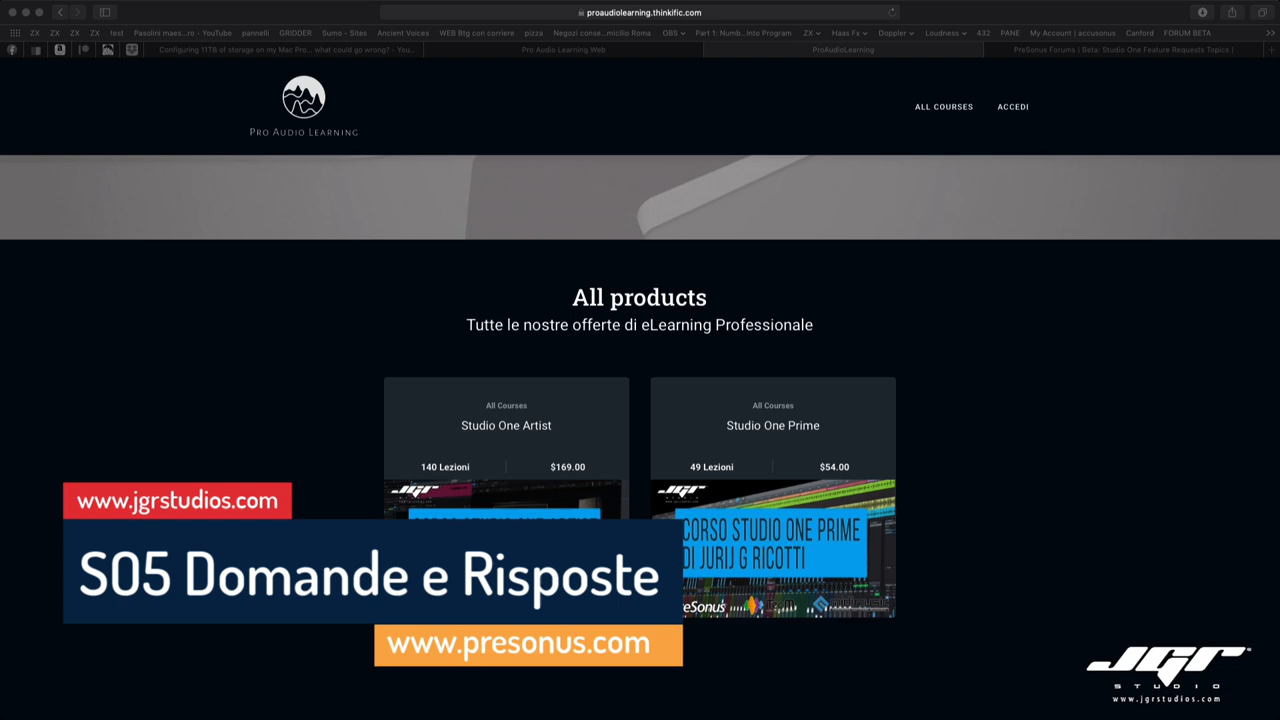 proaudiolearning.thinkific.com
ZX ZX ZX ZX test Pasolini maes...ro - YouTube pannelli GRIDDER Sumo - Sites Ancient Voices WEB Btg con corriere pizza Negozi conse...micilio Roma OBS Part 1: Numb...Into Program ZX Haas Fx Doppler Loudness 432 PANE My Account | accusonus Canford FORUM BETA
Configuring 11TB of storage on my Mac Pro... what could go wrong? - You... Pro Audio Learning Web ProAudioLearning PreSonus Forums | Beta: Studio One Feature Requests Topics |
PRO AUDIO LEARNING
ALL COURSES ACCEDI
All products
Tutte le nostre offerte di eLearning Professionale
All Courses
Studio One Artist
140 Lezioni $169.00
All Courses
Studio One Prime
49 Lezioni $54.00
JGR
JGR
CORSO STUDIO ONE PRIME
DI JURIJ G RICOTTI
eSonus
www.jgrstudios.com
S05 Domande e Risposte
www.presonus.com
JGR
STUDIO
www.jgrstudios.com